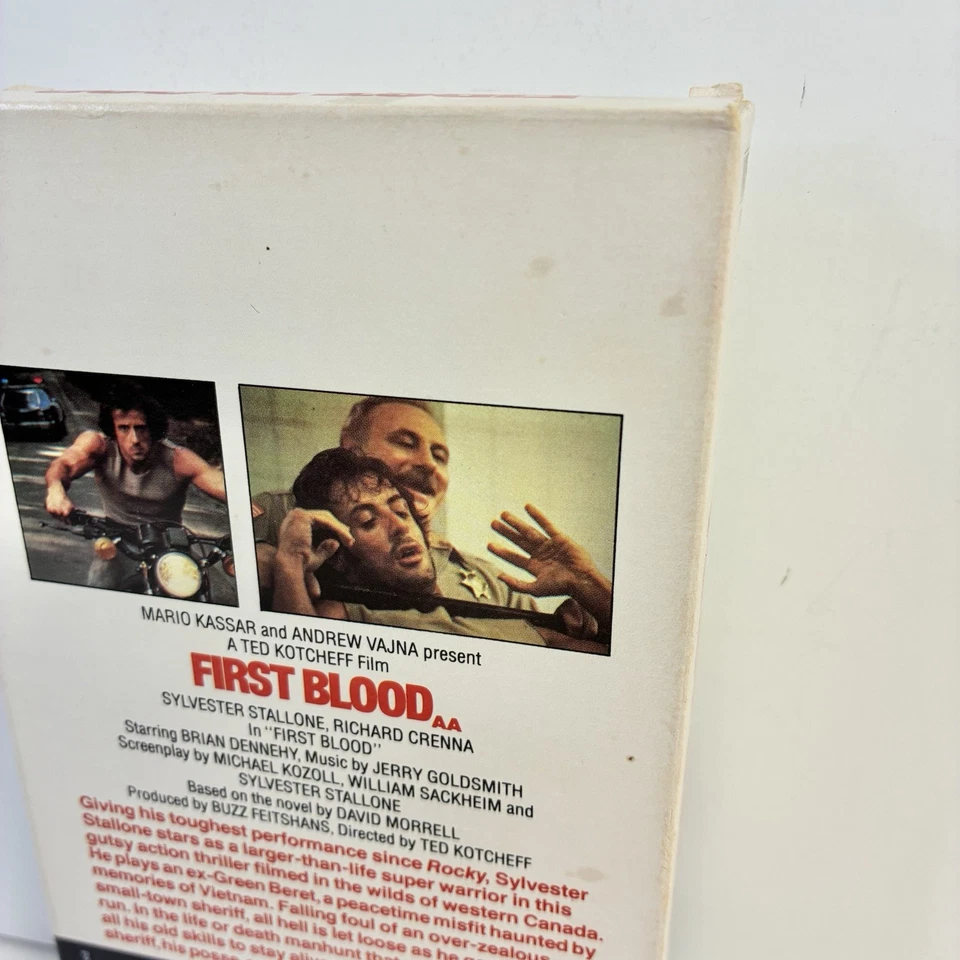 MARIO KASSAR and ANDREW VAJNA present
A TED KOTCHEFF Film
FIRST BLOOD AA
SYLVESTER STALLONE, RICHARD CRENNA
In "FIRST BLOOD"
Starring BRIAN DENNEHY, Music by JERRY GOLDSMITH
Screenplay by MICHAEL KOZOLL, WILLIAM SACKHEIM and
SYLVESTER STALLONE
Based on the novel by DAVID MORRELL
Produced by BUZZ FEITSHANS, Directed by TED KOTCHEFF
Giving his toughest performance since Rocky, Sylvester
Stallone stars as a larger-than-life super warrior in this
gutsy action thriller filmed in the wilds of western Canada.
He plays an ex-Green Beret, a peacetime misfit haunted by
memories of Vietnam. Falling foul of an over-zealous
small-town sheriff, all hell is let loose as he
run. In the life or death manhunt
all his old skills to stay
sheriff, his posse